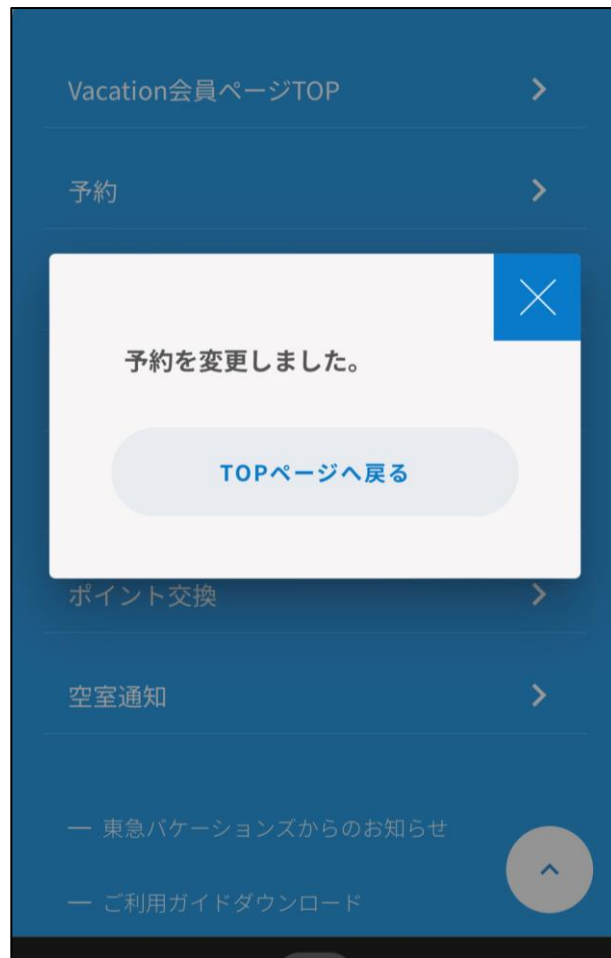 Vacation会員ページTOP
予約
予約を変更しました。
TOPページへ戻る
ポイント交換
空室通知
― 東急バケーションズからのお知らせ
― ご利用ガイドダウンロード